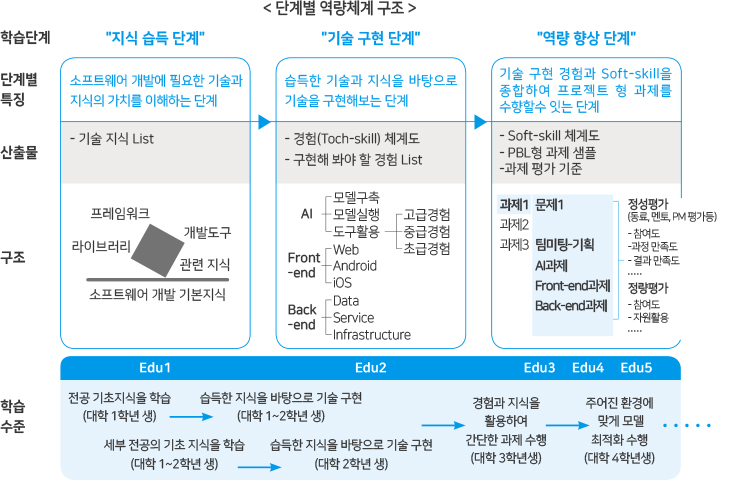 < 단계별 역량체계 구조 >
학습단계
"지식 습득 단계"
"기술 구현 단계"
"역량 향상 단계"
단계별
특징
소프트웨어 개발에 필요한 기술과
지식의 가치를 이해하는 단계
습득한 기술과 지식을 바탕으로
기술을 구현해보는 단계
기술 구현 경험과 Soft-skill을
종합하여 프로젝트 형 과제를
수향할수 잇는 단계
산출물
- 기술 지식 List
- 경험(Toch-skill) 체계도
- 구현해 봐야 할 경험 List
- Soft-skill 체계도
- PBL형 과제 샘플
-과제 평가 기준
구조
프레임워크
개발도구
라이브러리
관련 지식
소프트웨어 개발 기본지식
AI
모델구축
모델실행
도구활용
고급경험
중급경험
초급경험
Front
-end
Web
Android
iOS
Back
-end
Data
Service
Infrastructure
과제1
과제2
과제3
문제1
팀미팅-기획
AI과제
Front-end과제
Back-end과제
정성평가
(동료, 멘토, PM 평가등)
- 참여도
-과정 만족도
- 결과 만족도
.....
정량평가
- 참여도
- 자원활용
.....
Edu1
Edu2
Edu3
Edu4
Edu5
학습
수준
전공 기초지식을 학습
(대학 1학년 생)
습득한 지식을 바탕으로 기술 구현
(대학 1~2학년 생)
세부 전공의 기초 지식을 학습
(대학 1~2학년 생)
습득한 지식을 바탕으로 기술 구현
(대학 2학년 생)
경험과 지식을
활용하여
간단한 과제 수행
(대학 3학년생)
주어진 환경에
맞게 모델
최적화 수행
(대학 4학년생)
.....